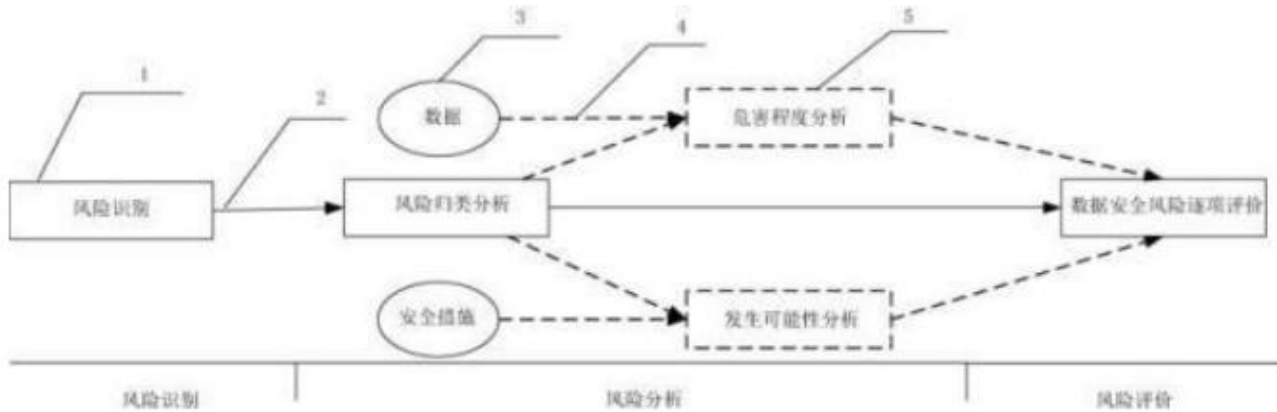 3
4
5
1
2
数据
危害程度分析
风险识别
风险归类分析
数据安全风险逐项评价
安全措施
发生可能性分析
风险识别
风险分析
风险评价